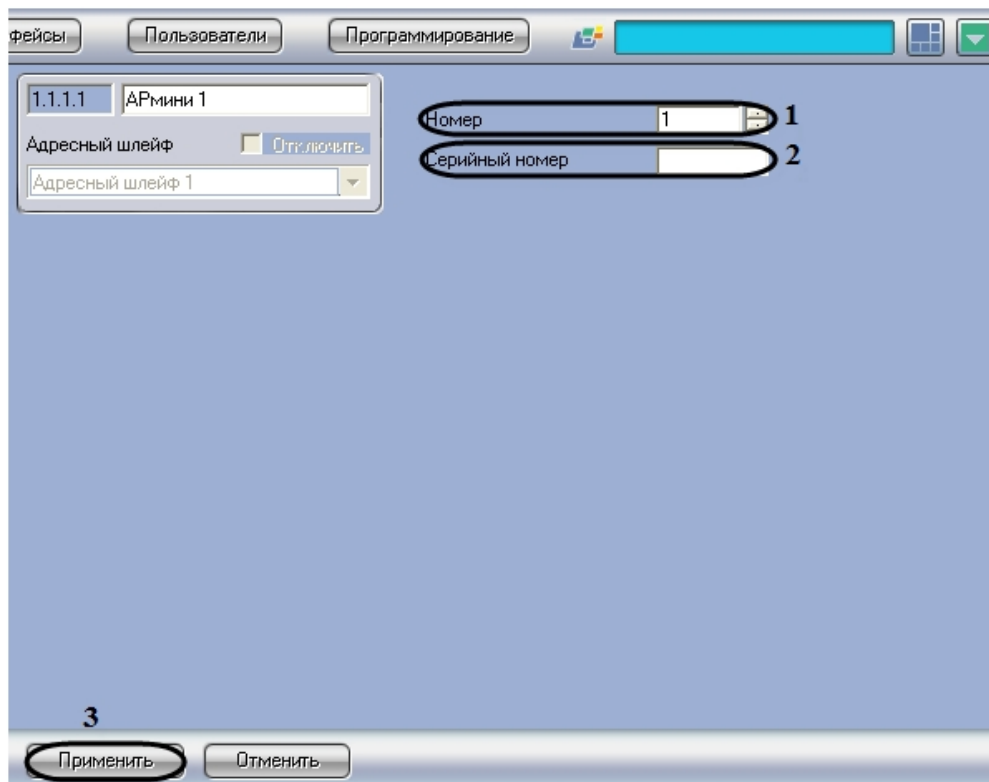 фейсы Пользователи Программирование
1.1.1.1 АРмини 1
Адресный шлейф Отключить
Адресный шлейф 1
Номер 1 1
Серийный номер 2
3
Применить Отменить